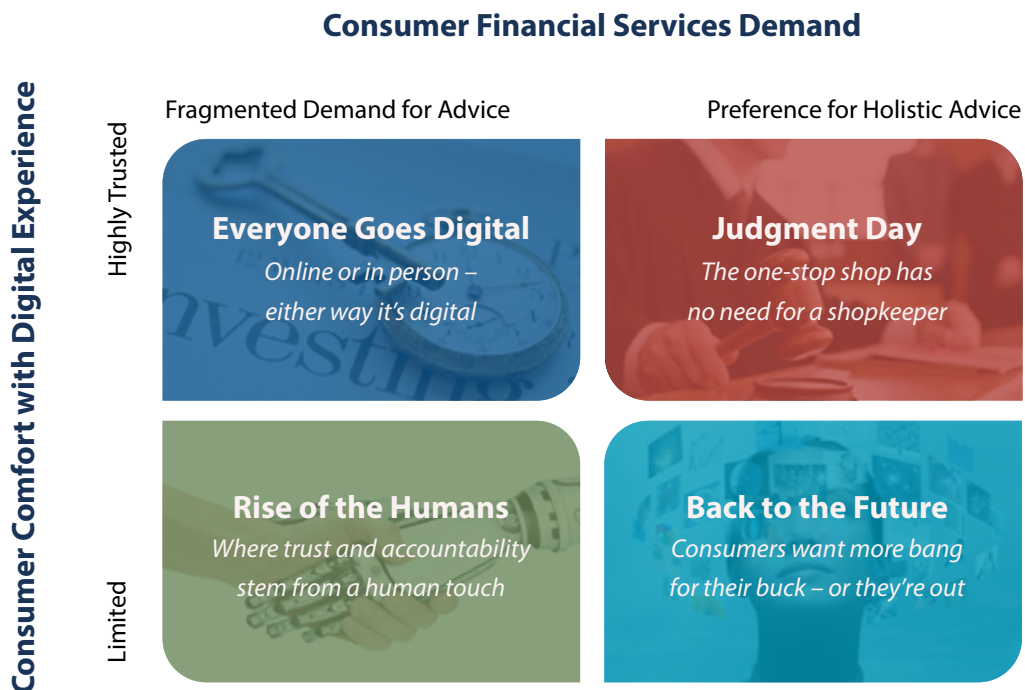 Consumer Financial Services Demand
Consumer Comfort with Digital Experience
Fragmented Demand for Advice
Preference for Holistic Advice
Highly Trusted
Everyone Goes Digital
Online or in person –
either way it's digital
Judgment Day
The one-stop shop has
no need for a shopkeeper
Limited
Rise of the Humans
Where trust and accountability
stem from a human touch
Back to the Future
Consumers want more bang
for their buck – or they're out
nvesting